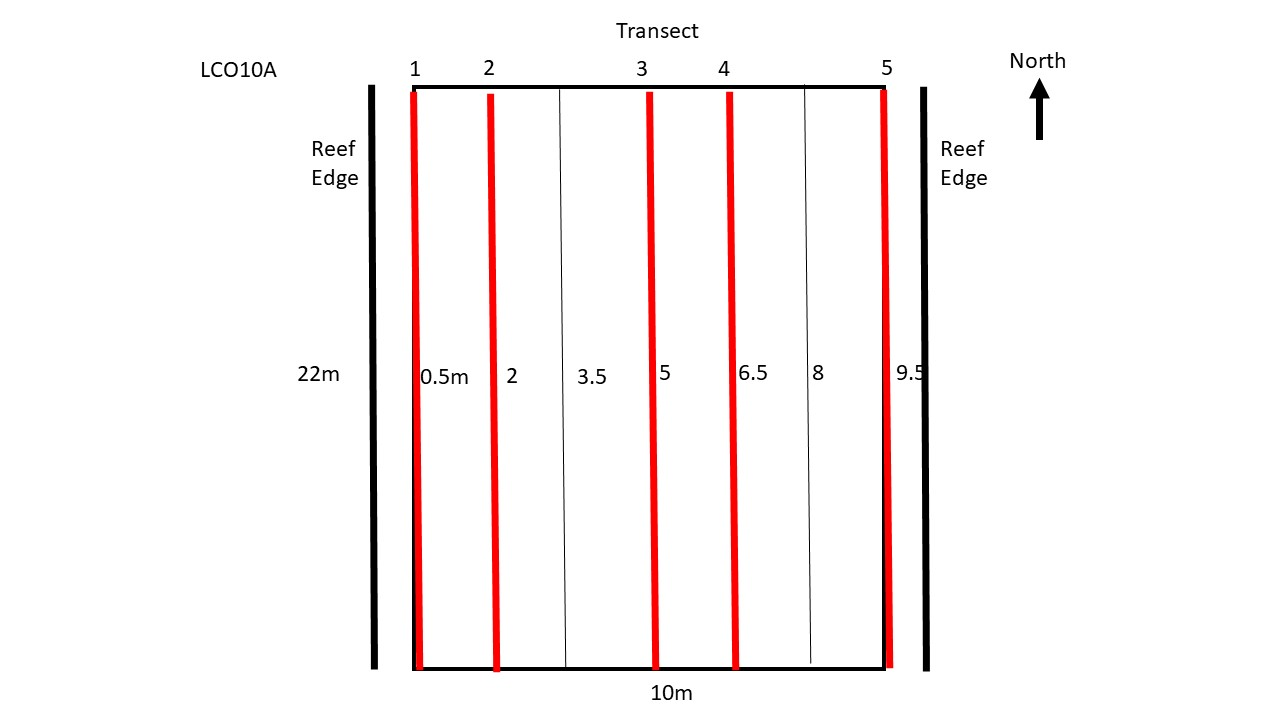 Transect
LCO10A 1 2 3 4 5 North
Reef
Edge
Reef
Edge
22m 0.5m 2 3.5 5 6.5 8 9.5
10m